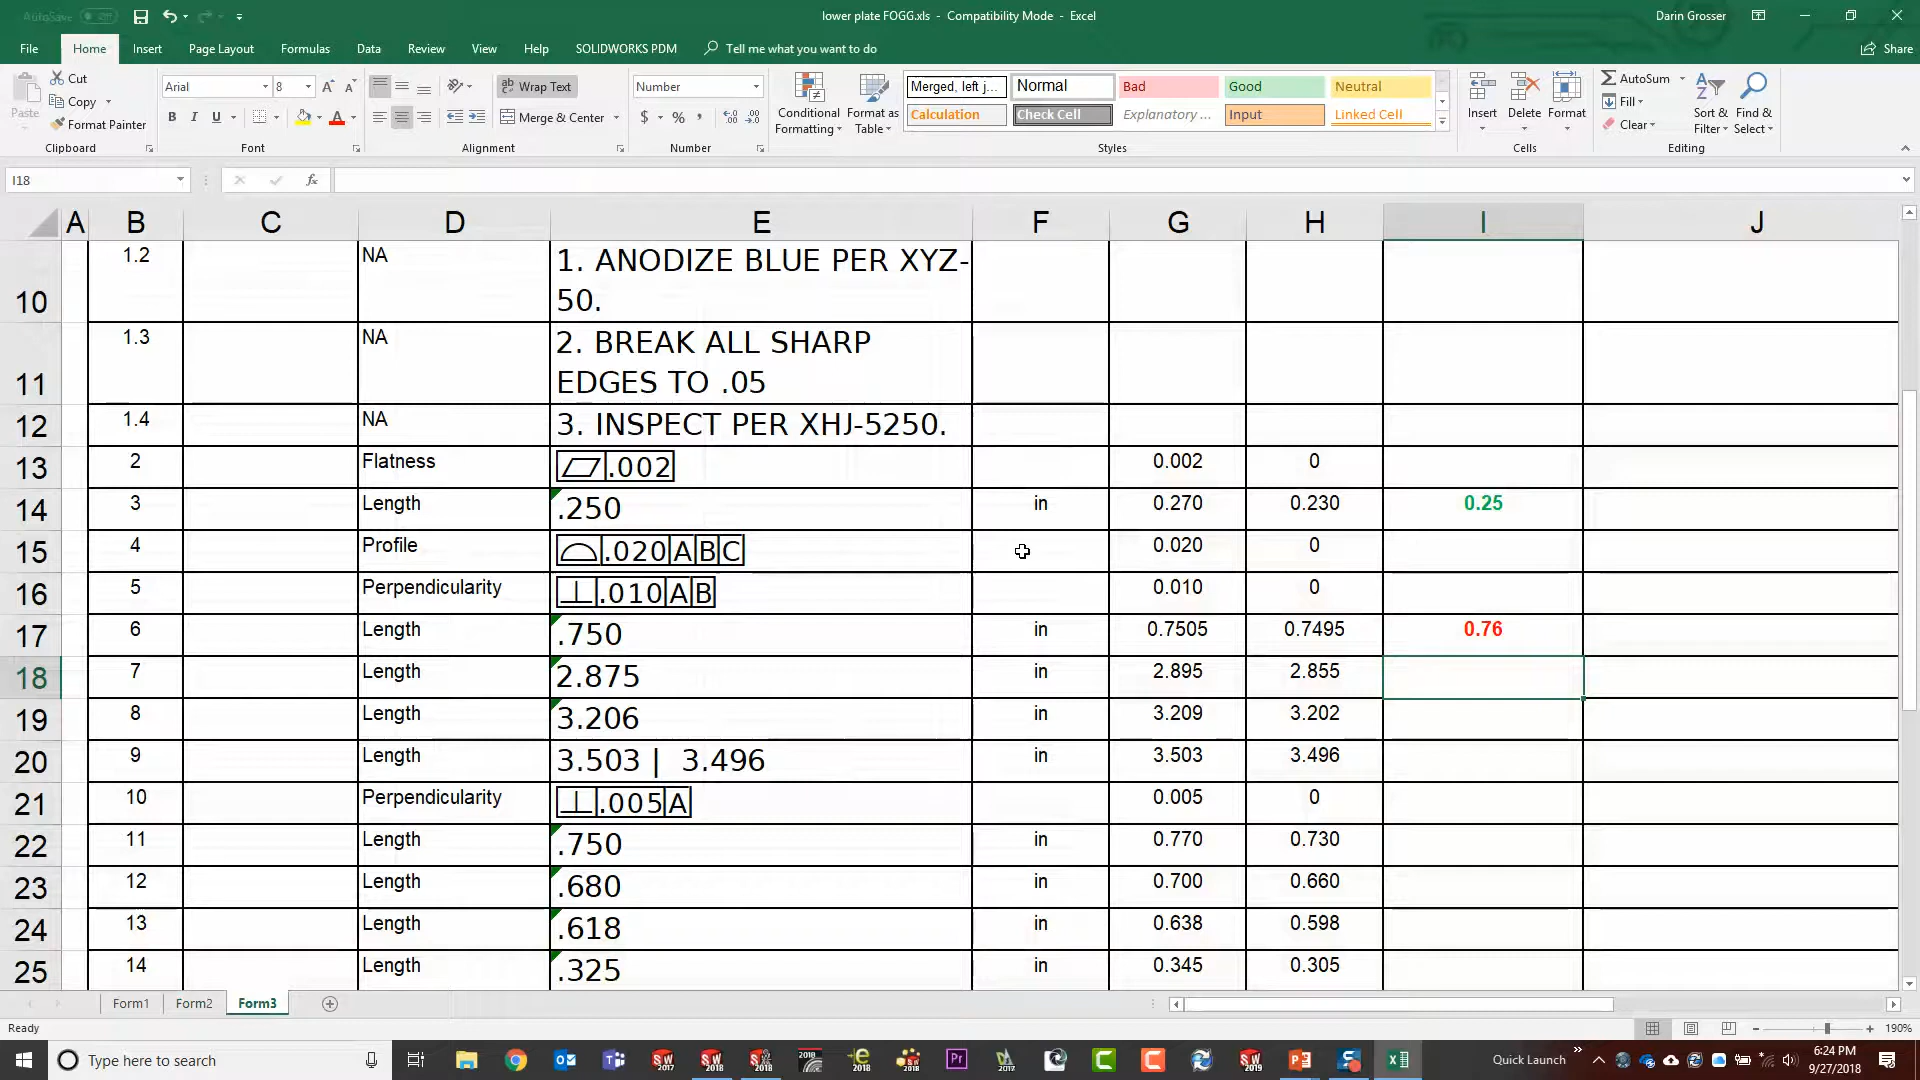 AutoSave Off
lower plate FOGG.xls - Compatibility Mode - Excel
Darin Grosser
File Home Insert Page Layout Formulas Data Review View Help SOLIDWORKS PDM Tell me what you want to do Share
Paste Cut Copy Format Painter Clipboard
Arial 8 A A B I U A Font
Wrap Text Merge & Center Alignment
Number $ % , Number
Conditional Formatting Format as Table
Merged, left j... Normal Bad Good Neutral
Calculation Check Cell Explanatory ... Input Linked Cell
Styles
Insert Delete Format Cells
AutoSum Fill Clear Sort & Filter Find & Select Editing
I18 fx
A B C D E F G H I J
10 1.2 NA 1. ANODIZE BLUE PER XYZ-
50.
11 1.3 NA 2. BREAK ALL SHARP
EDGES TO .05
12 1.4 NA 3. INSPECT PER XHJ-5250.
13 2 Flatness ⏥ .002 0.002 0
14 3 Length .250 in 0.270 0.230 0.25
15 4 Profile ⌓ .020 A B C 0.020 0
16 5 Perpendicularity ⊥ .010 A B 0.010 0
17 6 Length .750 in 0.7505 0.7495 0.76
18 7 Length 2.875 in 2.895 2.855
19 8 Length 3.206 in 3.209 3.202
20 9 Length 3.503 | 3.496 in 3.503 3.496
21 10 Perpendicularity ⊥ .005 A 0.005 0
22 11 Length .750 in 0.770 0.730
23 12 Length .680 in 0.700 0.660
24 13 Length .618 in 0.638 0.598
25 14 Length .325 in 0.345 0.305
Form1 Form2 Form3
Ready 190%
Type here to search
Quick Launch
6:24 PM
9/27/2018